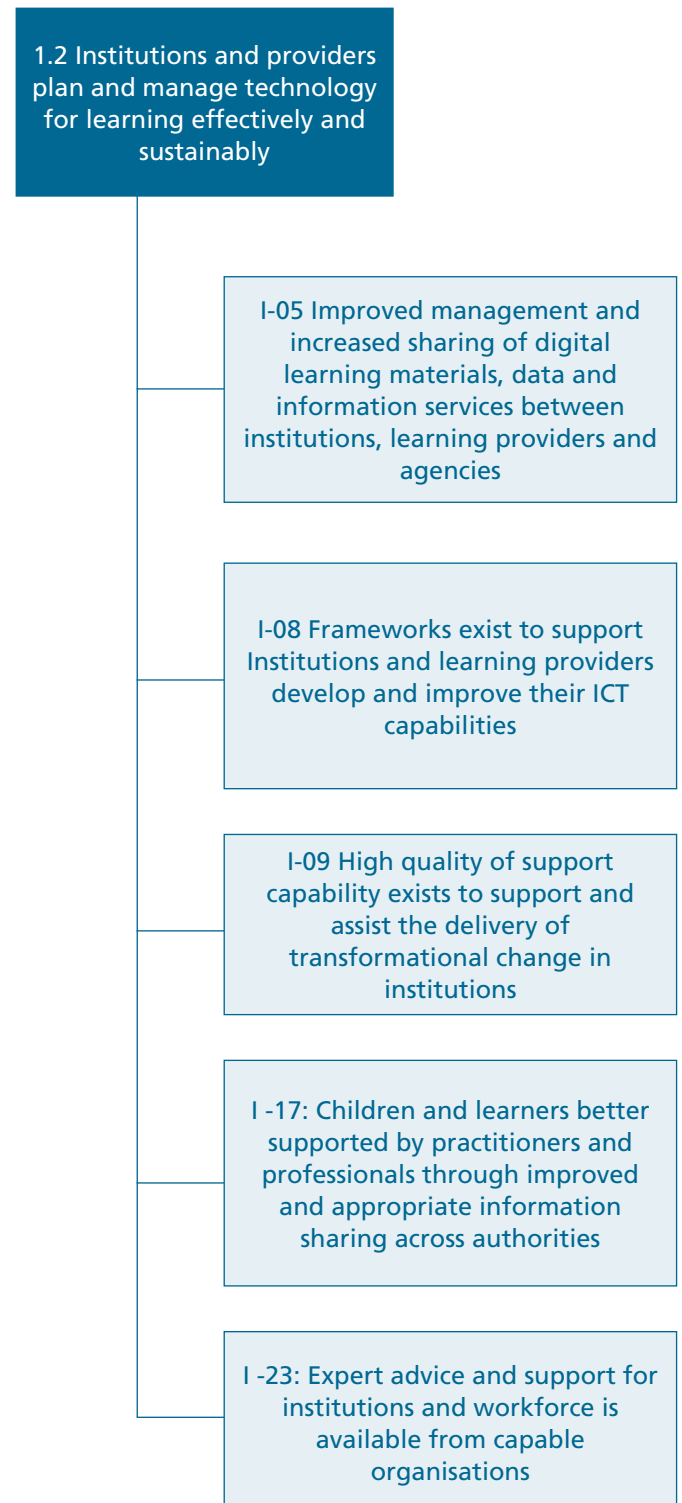 1.2 Institutions and providers
plan and manage technology
for learning effectively and
sustainably
I-05 Improved management and
increased sharing of digital
learning materials, data and
information services between
institutions, learning providers and
agencies
I-08 Frameworks exist to support
Institutions and learning providers
develop and improve their ICT
capabilities
I-09 High quality of support
capability exists to support and
assist the delivery of
transformational change in
institutions
I -17: Children and learners better
supported by practitioners and
professionals through improved
and appropriate information
sharing across authorities
I -23: Expert advice and support for
institutions and workforce is
available from capable
organisations